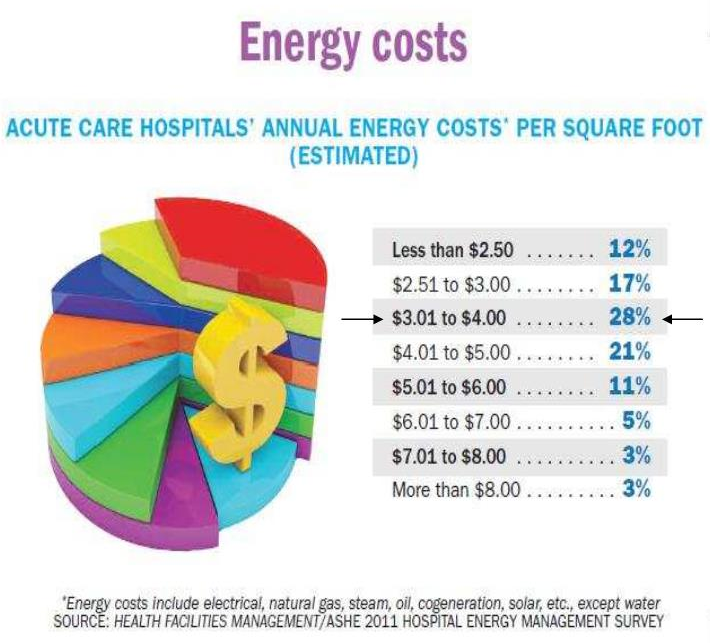 Energy costs
ACUTE CARE HOSPITALS' ANNUAL ENERGY COSTS* PER SQUARE FOOT
(ESTIMATED)
Less than $2.50 ....... 12%
$2.51 to $3.00 ........ 17%
$3.01 to $4.00 ........ 28%
$4.01 to $5.00 ........ 21%
$5.01 to $6.00 ........ 11%
$6.01 to $7.00 .......... 5%
$7.01 to $8.00 .......... 3%
More than $8.00 ......... 3%
$
*Energy costs include electrical, natural gas, steam, oil, cogeneration, solar, etc., except water
SOURCE: HEALTH FACILITIES MANAGEMENT/ASHE 2011 HOSPITAL ENERGY MANAGEMENT SURVEY